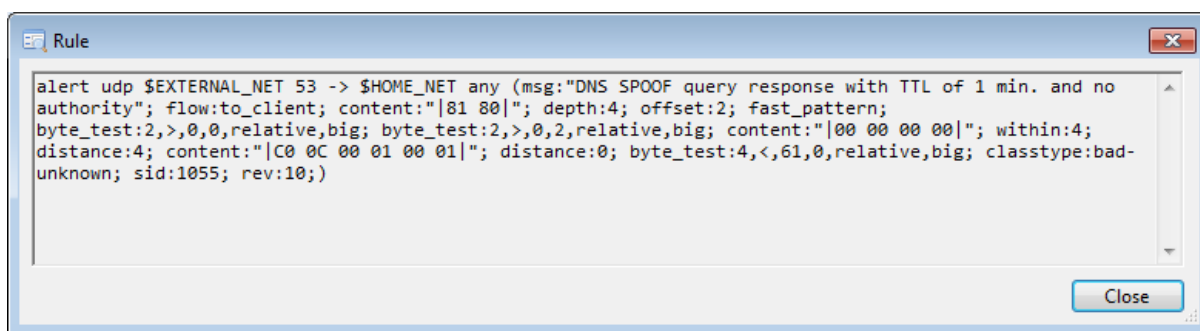 Rule
alert udp $EXTERNAL_NET 53 -> $HOME_NET any (msg:"DNS SPOOF query response with TTL of 1 min. and no
authority"; flow:to_client; content:"|81 80|"; depth:4; offset:2; fast_pattern;
byte_test:2,>,0,0,relative,big; byte_test:2,>,0,2,relative,big; content:"|00 00 00 00|"; within:4;
distance:4; content:"|C0 0C 00 01 00 01|"; distance:0; byte_test:4,<,61,0,relative,big; classtype:bad-
unknown; sid:1055; rev:10;)
Close